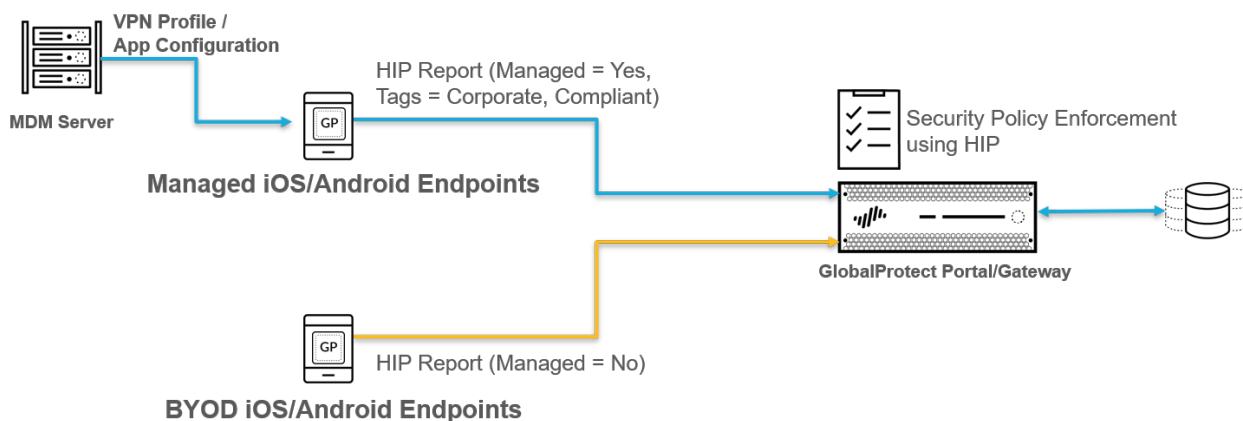 VPN Profile /
App Configuration
MDM Server
HIP Report (Managed = Yes,
Tags = Corporate, Compliant)
GP
Managed iOS/Android Endpoints
Security Policy Enforcement
using HIP
GlobalProtect Portal/Gateway
GP
HIP Report (Managed = No)
BYOD iOS/Android Endpoints